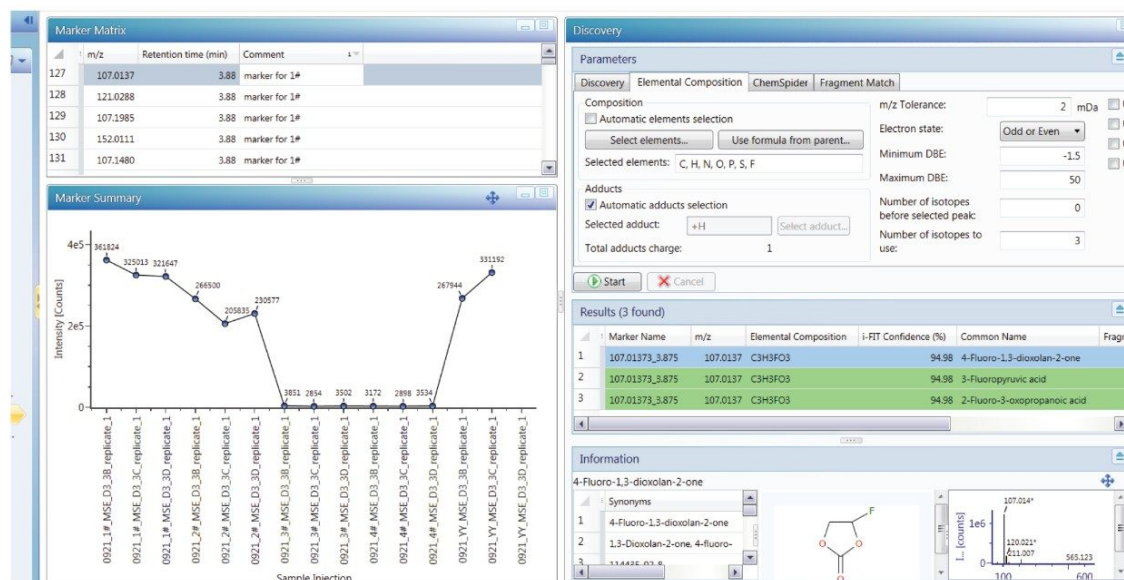 Marker Matrix
m/z Retention time (min) Comment 1
127 107.0137 3.88 marker for 1#
128 121.0288 3.88 marker for 1#
129 107.1985 3.88 marker for 1#
130 152.0111 3.88 marker for 1#
131 107.1480 3.88 marker for 1#
Marker Summary
Intensity [Counts]
4e5
2e5
0
361824
325013
321647
266500
205835
230577
3851
2854
3502
3172
2898
3534
267944
331192
0921_1#_MSE_D3_3B_replicate_1
0921_1#_MSE_D3_3C_replicate_1
0921_1#_MSE_D3_3D_replicate_1
0921_2#_MSE_D3_3B_replicate_1
0921_2#_MSE_D3_3C_replicate_1
0921_2#_MSE_D3_3D_replicate_1
0921_3#_MSE_D3_3B_replicate_1
0921_3#_MSE_D3_3C_replicate_1
0921_3#_MSE_D3_3D_replicate_1
0921_4#_MSE_D3_3B_replicate_1
0921_4#_MSE_D3_3C_replicate_1
0921_4#_MSE_D3_3D_replicate_1
0921_YY_MSE_D3_3B_replicate_1
0921_YY_MSE_D3_3C_replicate_1
0921_YY_MSE_D3_3D_replicate_1
Sample Injection
Discovery
Parameters
Discovery Elemental Composition ChemSpider Fragment Match
Composition
Automatic elements selection
Select elements... Use formula from parent...
Selected elements: C, H, N, O, P, S, F
Adducts
Automatic adducts selection
Selected adduct: +H Select adduct...
Total adducts charge: 1
m/z Tolerance: 2 mDa
Electron state: Odd or Even
Minimum DBE: -1.5
Maximum DBE: 50
Number of isotopes
before selected peak: 0
Number of isotopes to
use: 3
Start Cancel
Results (3 found)
Marker Name m/z Elemental Composition i-FIT Confidence (%) Common Name Fragr
1 107.01373_3.875 107.0137 C3H3FO3 94.98 4-Fluoro-1,3-dioxolan-2-one
2 107.01373_3.875 107.0137 C3H3FO3 94.98 3-Fluoropyruvic acid
3 107.01373_3.875 107.0137 C3H3FO3 94.98 2-Fluoro-3-oxopropanoic acid
Information
4-Fluoro-1,3-dioxolan-2-one
Synonyms
1 4-Fluoro-1,3-dioxolan-2-one
2 1,3-Dioxolan-2-one, 4-fluoro-
3 114435-02-8
F
O O
I... [counts]
1e6
0
107.014*
120.021*
211.007
565.123
100 600